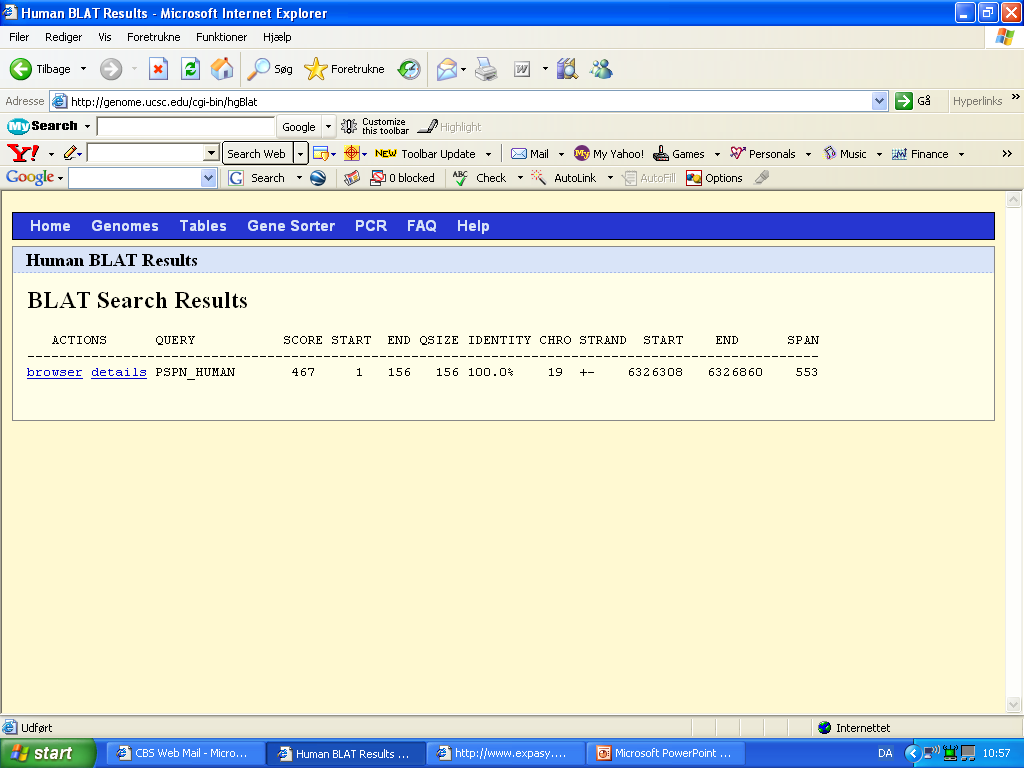 Human BLAT Results - Microsoft Internet Explorer
Filer Rediger Vis Foretrukne Funktioner Hjælp
Tilbage Søg Foretrukne W
Adresse http://genome.ucsc.edu/cgi-bin/hgBlat Gå Hyperlinks »
My Search Google Customize this toolbar Highlight
Y! Search Web NEW Toolbar Update Mail My Yahoo! Games Personals Music Finance »
Google G Search 0 blocked ABC Check AutoLink AutoFill Options
Home Genomes Tables Gene Sorter PCR FAQ Help
Human BLAT Results
BLAT Search Results
ACTIONS QUERY SCORE START END QSIZE IDENTITY CHRO STRAND START END SPAN
---------------------------------------------------------------------------------------------------
browser details PSPN_HUMAN 467 1 156 156 100.0% 19 +- 6326308 6326860 553
Udført Internettet
start CBS Web Mail - Micro... Human BLAT Results ... http://www.expasy.... Microsoft PowerPoint ... DA 10:57